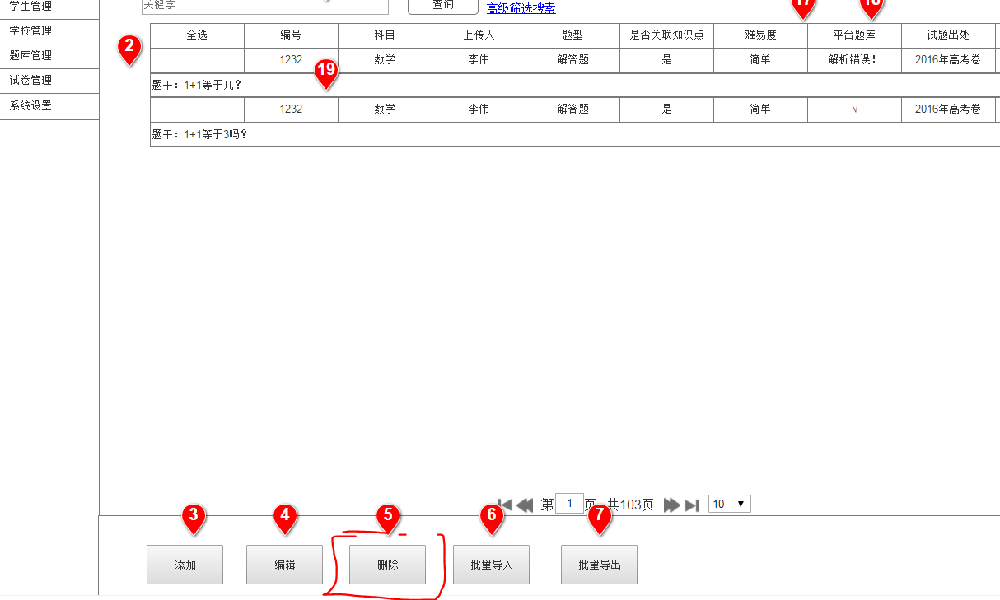 学生管理
学校管理
题库管理
试卷管理
系统设置
关键字
查询
高级筛选搜索
17
18
2
全选 编号 科目 上传人 题型 是否关联知识点 难易度 平台题库 试题出处
1232 数学 李伟 解答题 是 简单 解析错误! 2016年高考卷
19
题干：1+1等于几?
1232 数学 李伟 解答题 是 简单 √ 2016年高考卷
题干：1+1等于3吗?
第 1 页 共103页 10
3
4
5
6
7
添加
编辑
删除
批量导入
批量导出